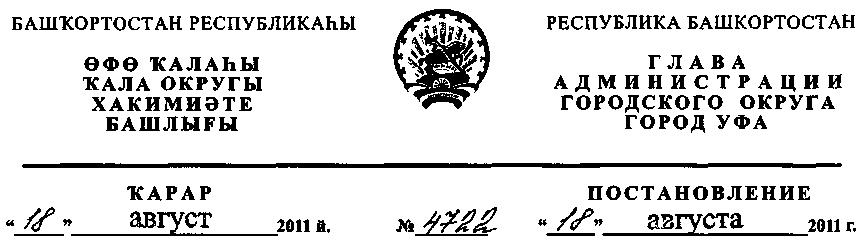 БАШҠОРТОСТАН РЕСПУБЛИКАҺЫ
ӨФӨ ҠАЛАҺЫ
ҠАЛА ОКРУГЫ
ХАКИМИӘТЕ
БАШЛЫҒЫ
РЕСПУБЛИКА БАШКОРТОСТАН
ГЛАВА
АДМИНИСТРАЦИИ
ГОРОДСКОГО ОКРУГА
ГОРОД УФА
ҠАРАР
"18" август 2011 й.
№ 4722
ПОСТАНОВЛЕНИЕ
"18" августа 2011 г.